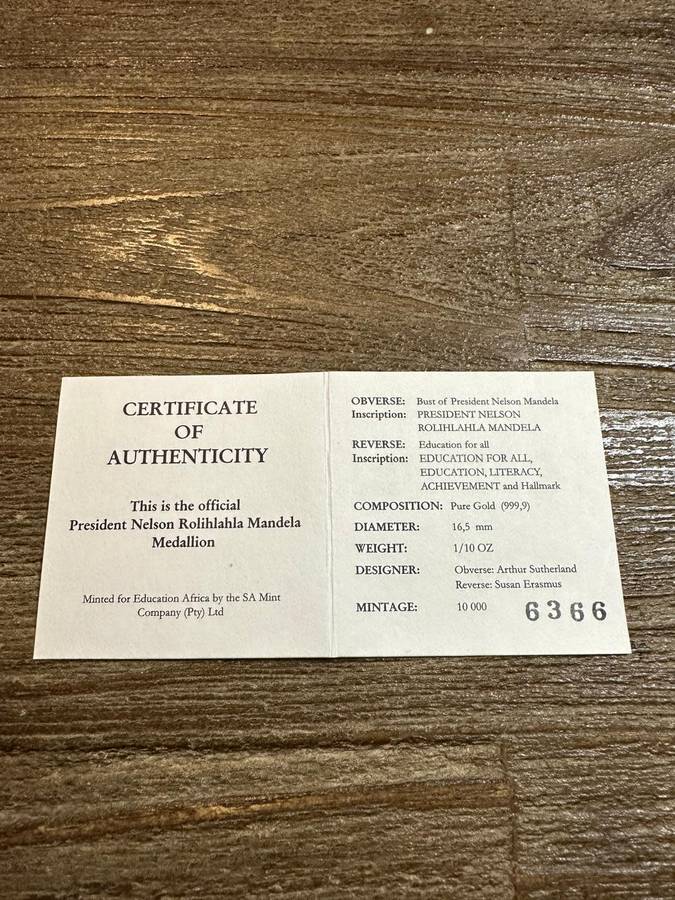 CERTIFICATE
OF
AUTHENTICITY
This is the official
President Nelson Rolihlahla Mandela
Medallion
Minted for Education Africa by the SA Mint
Company (Pty) Ltd
OBVERSE: Bust of President Nelson Mandela
Inscription: PRESIDENT NELSON
ROLIHLAHLA MANDELA
REVERSE: Education for all
Inscription: EDUCATION FOR ALL,
EDUCATION, LITERACY,
ACHIEVEMENT and Hallmark
COMPOSITION: Pure Gold (999,9)
DIAMETER: 16,5 mm
WEIGHT: 1/10 OZ
DESIGNER: Obverse: Arthur Sutherland
Reverse: Susan Erasmus
MINTAGE: 10 000 6366